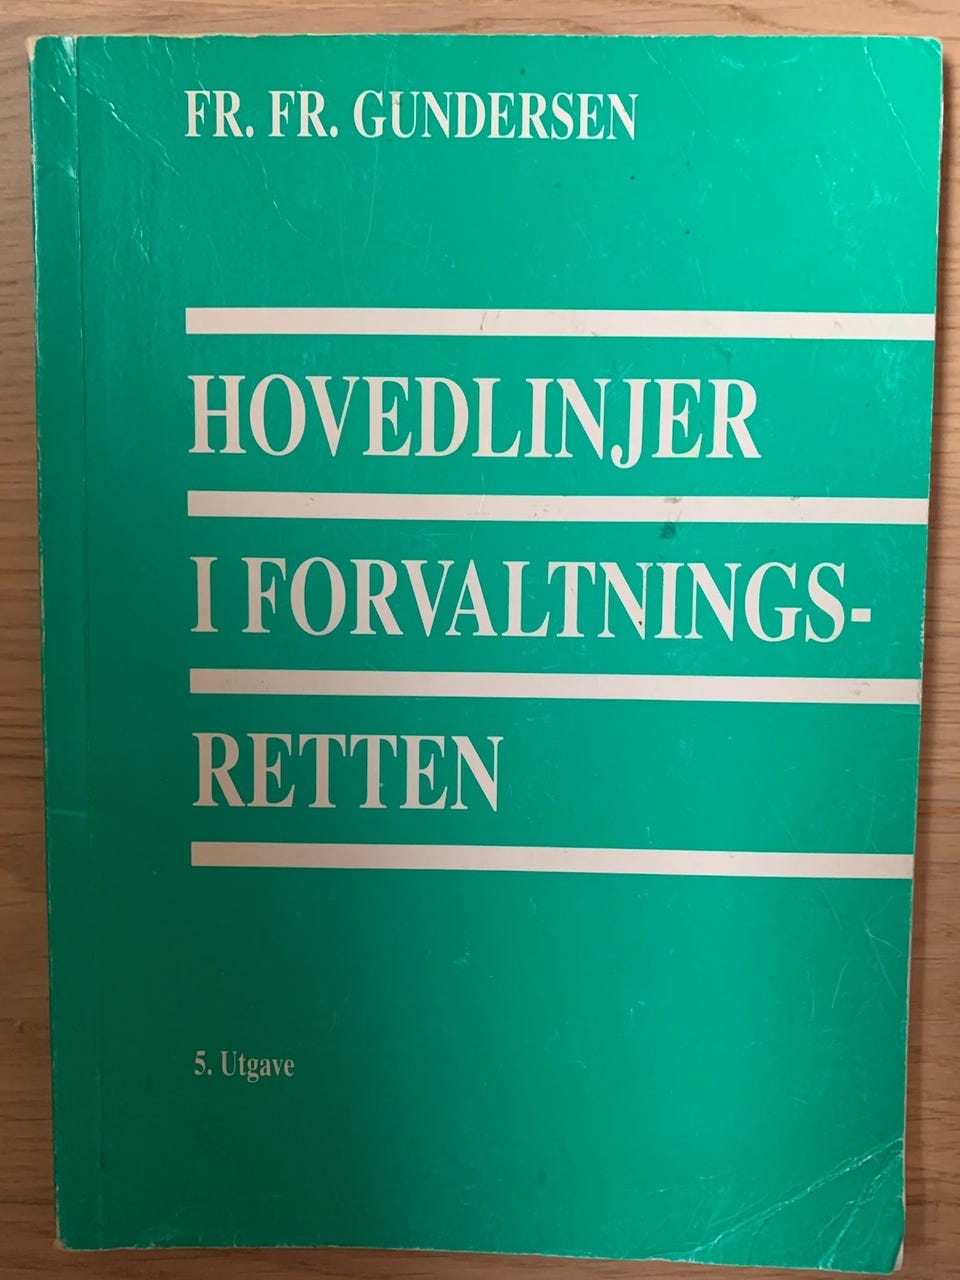 FR. FR. GUNDERSEN
HOVEDLINJER
I FORVALTNINGS-
RETTEN
5. Utgave